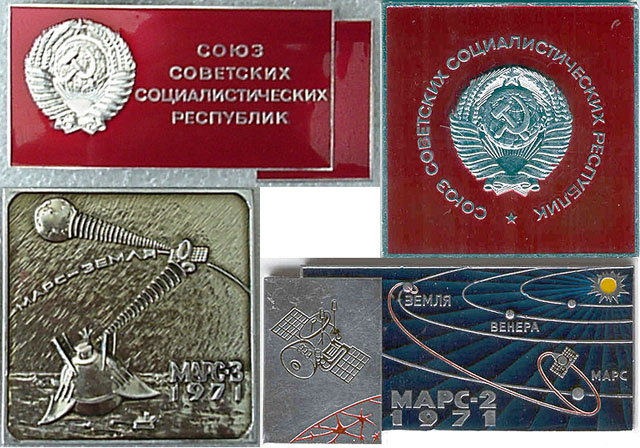 СОЮЗ
СОВЕТСКИХ
СОЦИАЛИСТИЧЕСКИХ
РЕСПУБЛИК
СОЮЗ СОВЕТСКИХ СОЦИАЛИСТИЧЕСКИХ РЕСПУБЛИК
МАРС-ЗЕМЛЯ
МАРС-3
1971
ЗЕМЛЯ
ВЕНЕРА
МАРС
МАРС-2
1971